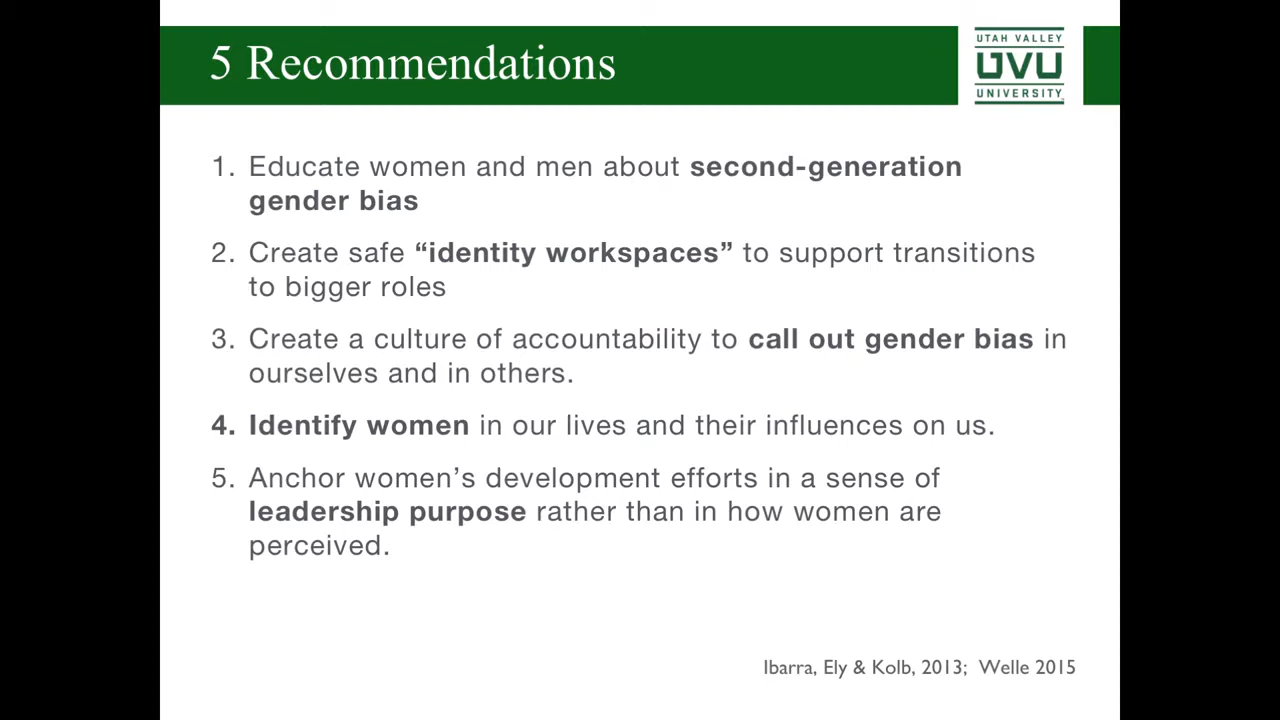 5 Recommendations
UTAH VALLEY
UVU
UNIVERSITY
1. Educate women and men about second-generation
gender bias
2. Create safe “identity workspaces” to support transitions
to bigger roles
3. Create a culture of accountability to call out gender bias in
ourselves and in others.
4. Identify women in our lives and their influences on us.
5. Anchor women’s development efforts in a sense of
leadership purpose rather than in how women are
perceived.
Ibarra, Ely & Kolb, 2013; Welle 2015